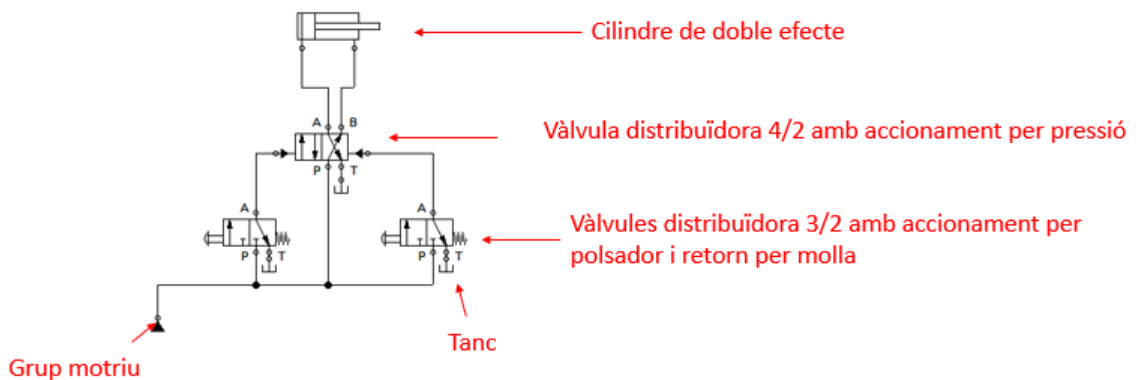 Cilindre de doble efecte
A B
Vàlvula distribuïdora 4/2 amb accionament per pressió
P T
A
A
Vàlvules distribuïdora 3/2 amb accionament per
polsador i retorn per molla
P T
P T
Tanc
Grup motriu